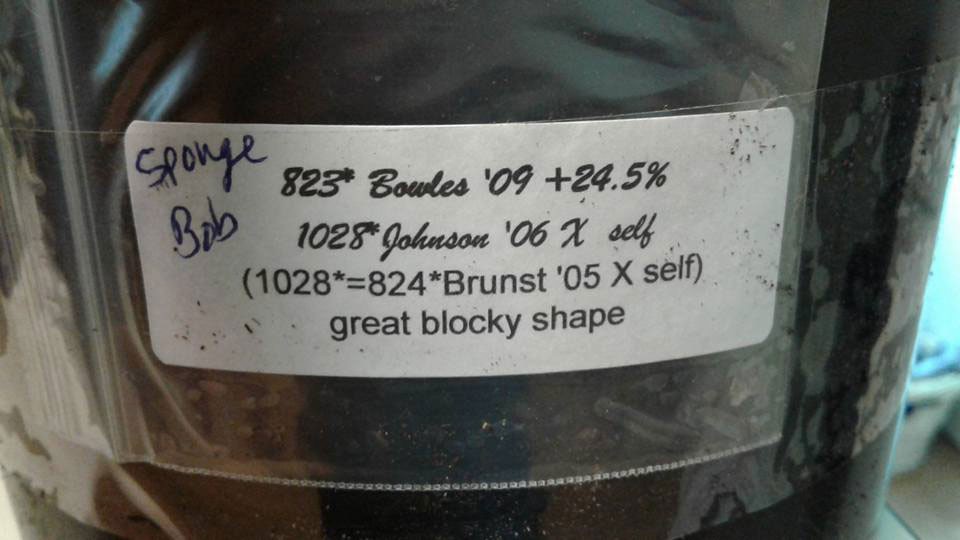 Sponge
Bob
823* Bowles '09 +24.5%
1028* Johnson '06 X self
(1028*=824*Brunst '05 X self)
great blocky shape